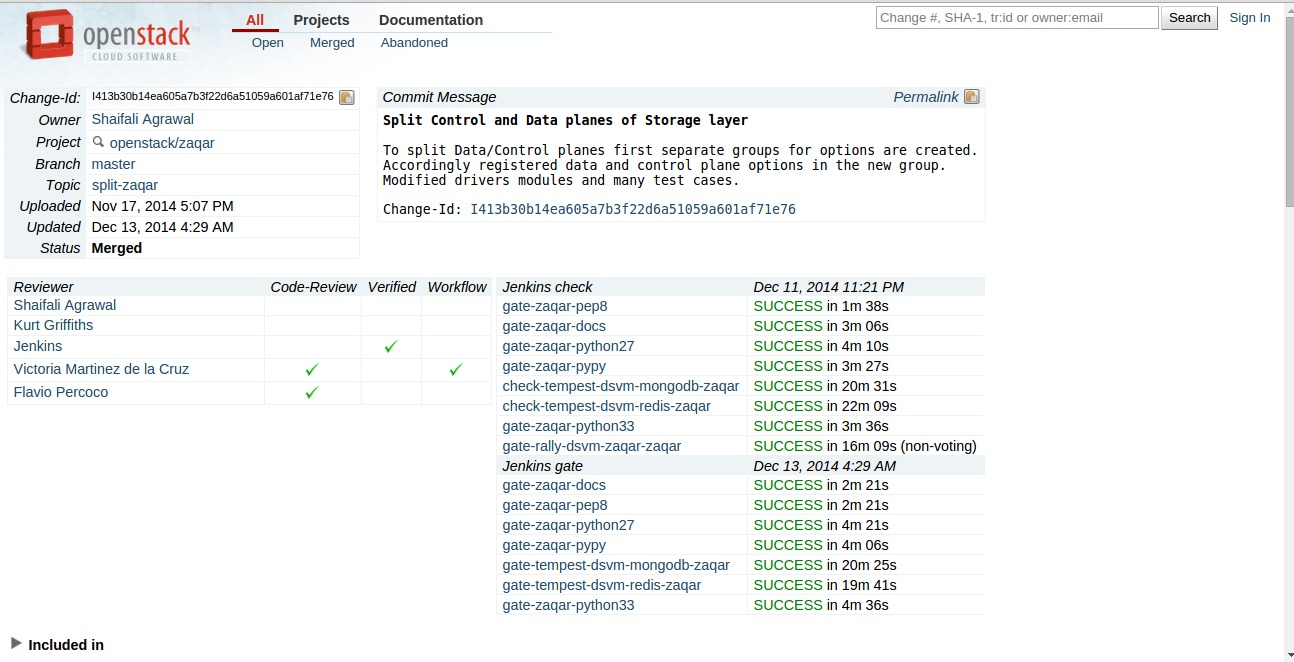 openstack
CLOUD SOFTWARE
All Projects Documentation
Open Merged Abandoned
Change #, SHA-1, tr:id or owner:email Search Sign In
Change-Id: I413b30b14ea605a7b3f22d6a51059a601af71e76
Owner Shaifali Agrawal
Project openstack/zaqar
Branch master
Topic split-zaqar
Uploaded Nov 17, 2014 5:07 PM
Updated Dec 13, 2014 4:29 AM
Status Merged
Commit Message Permalink
Split Control and Data planes of Storage layer
To split Data/Control planes first separate groups for options are created.
Accordingly registered data and control plane options in the new group.
Modified drivers modules and many test cases.
Change-Id: I413b30b14ea605a7b3f22d6a51059a601af71e76
Reviewer Code-Review Verified Workflow
Shaifali Agrawal
Kurt Griffiths
Jenkins
Victoria Martinez de la Cruz
Flavio Percoco
Jenkins check Dec 11, 2014 11:21 PM
gate-zaqar-pep8 SUCCESS in 1m 38s
gate-zaqar-docs SUCCESS in 3m 06s
gate-zaqar-python27 SUCCESS in 4m 10s
gate-zaqar-pypy SUCCESS in 3m 27s
check-tempest-dsvm-mongodb-zaqar SUCCESS in 20m 31s
check-tempest-dsvm-redis-zaqar SUCCESS in 22m 09s
gate-zaqar-python33 SUCCESS in 3m 36s
gate-rally-dsvm-zaqar-zaqar SUCCESS in 16m 09s (non-voting)
Jenkins gate Dec 13, 2014 4:29 AM
gate-zaqar-docs SUCCESS in 2m 21s
gate-zaqar-pep8 SUCCESS in 2m 21s
gate-zaqar-python27 SUCCESS in 4m 21s
gate-zaqar-pypy SUCCESS in 4m 06s
gate-tempest-dsvm-mongodb-zaqar SUCCESS in 20m 25s
gate-tempest-dsvm-redis-zaqar SUCCESS in 19m 41s
gate-zaqar-python33 SUCCESS in 4m 36s
Included in